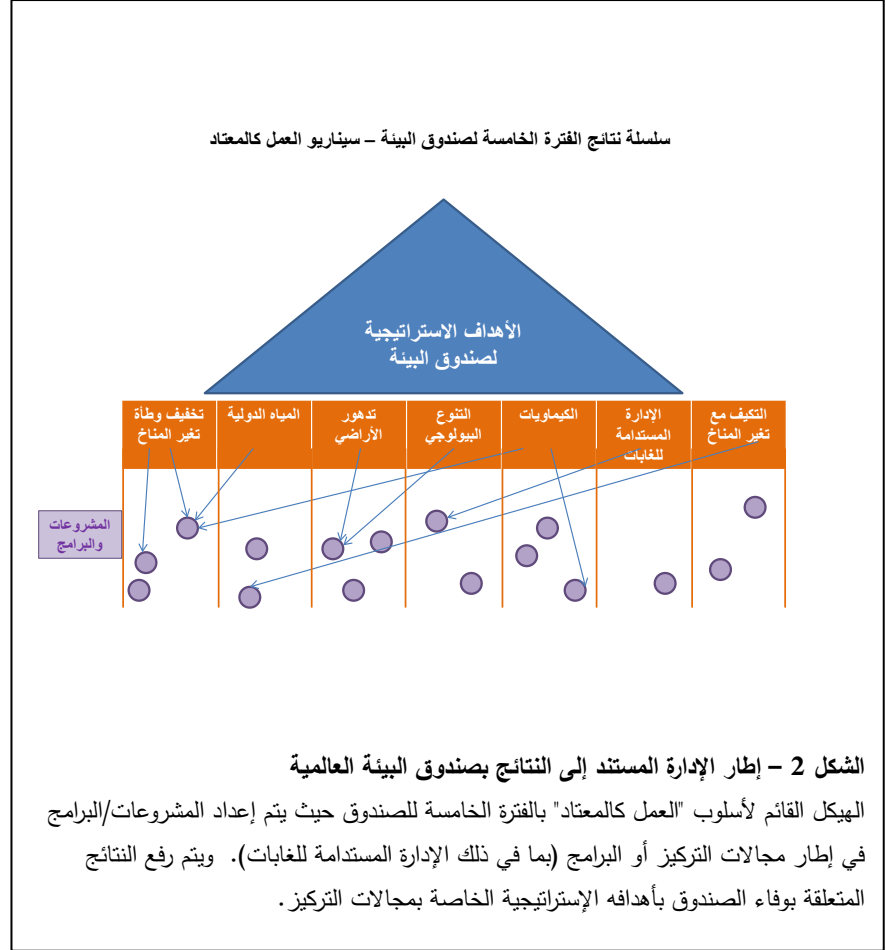 سلسلة نتائج الفترة الخامسة لصندوق البيئة – سيناريو العمل كالمعتاد
الأهداف الاستراتيجية
لصندوق البيئة
التكيف مع
تغير المناخ
الإدارة
المستدامة
للغابات
الكيماويات
التنوع
البيولوجي
تدهور
الأراضي
المياه الدولية
تخفيف وطأة
تغير المناخ
المشروعات
والبرامج
الشكل 2 – إطار الإدارة المستند إلى النتائج بصندوق البيئة العالمية
الهيكل القائم لأسلوب "العمل كالمعتاد" بالفترة الخامسة للصندوق حيث يتم إعداد المشروعات/البرامج
في إطار مجالات التركيز أو البرامج (بما في ذلك الإدارة المستدامة للغابات). ويتم رفع النتائج
المتعلقة بوفاء الصندوق بأهدافه الإستراتيجية الخاصة بمجالات التركيز.